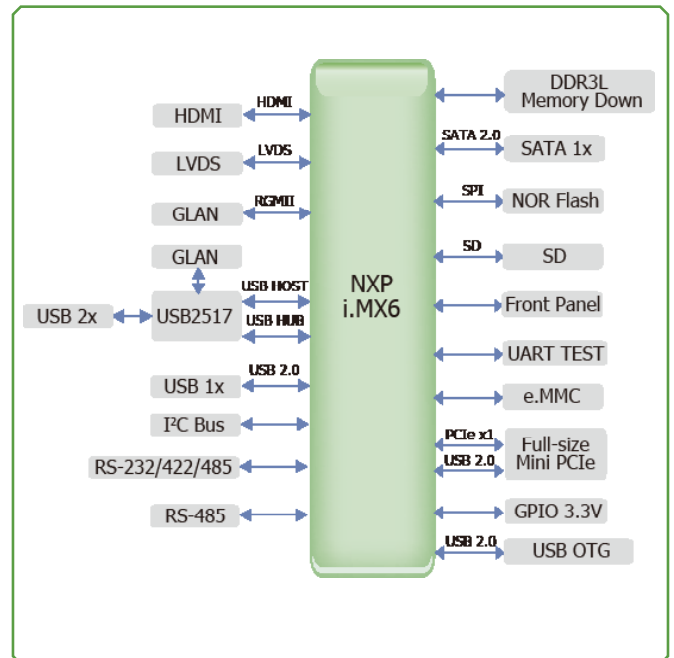 HDMI
HDMI
LVDS
LVDS
GLAN
RGMII
GLAN
USB 2x
USB2517
USB HOST
USB HUB
USB 1x
USB 2.0
I²C Bus
RS-232/422/485
RS-485
NXP
i.MX6
DDR3L
Memory Down
SATA 2.0
SATA 1x
SPI
NOR Flash
SD
SD
Front Panel
UART TEST
e.MMC
PCIe x1
USB 2.0
Full-size
Mini PCIe
GPIO 3.3V
USB 2.0
USB OTG